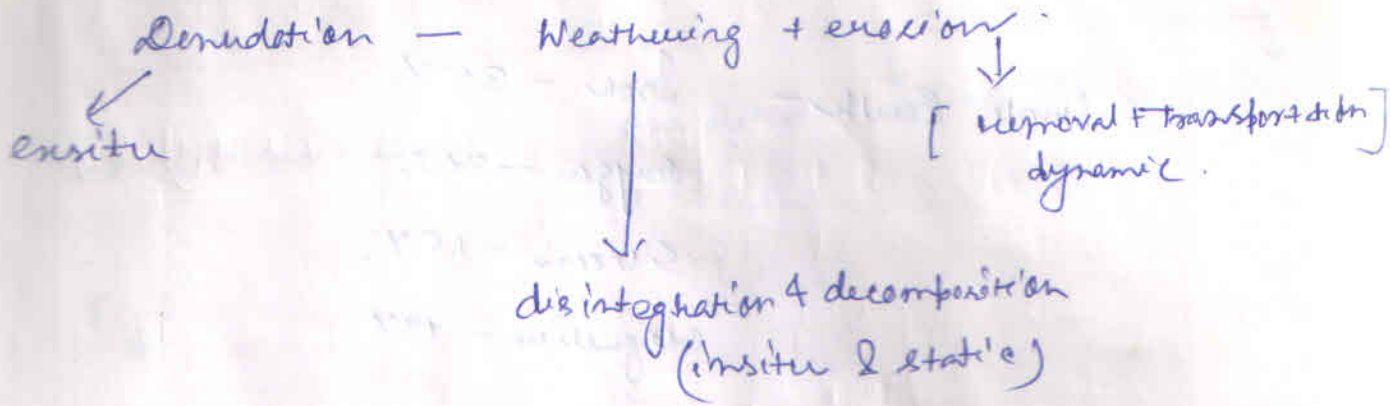 Denudation — Weathering + erosion.
exsitu
[ removal + transportation ]
dynamic.
disintegration & decomposition
(insitu & static)